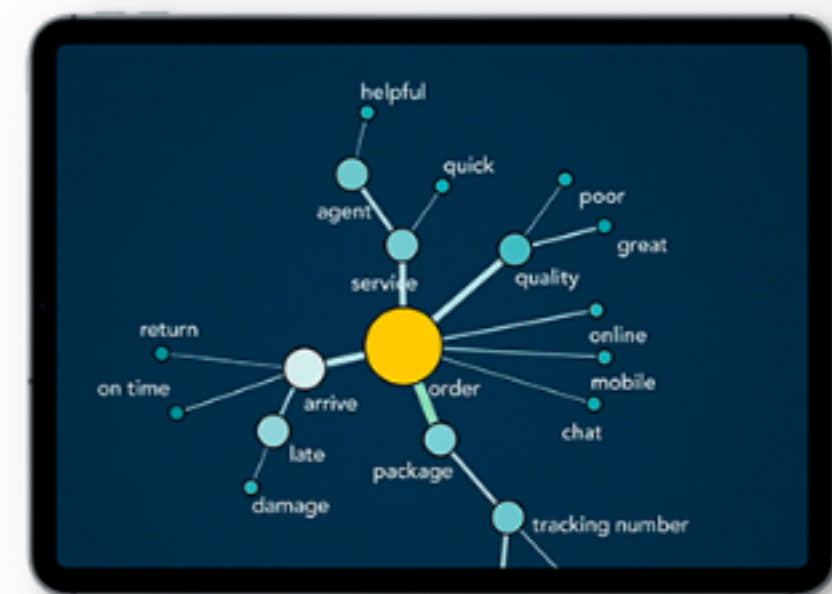 helpful
quick
poor
agent
great
quality
service
return
online
on time
order
mobile
arrive
chat
late
package
damage
tracking number